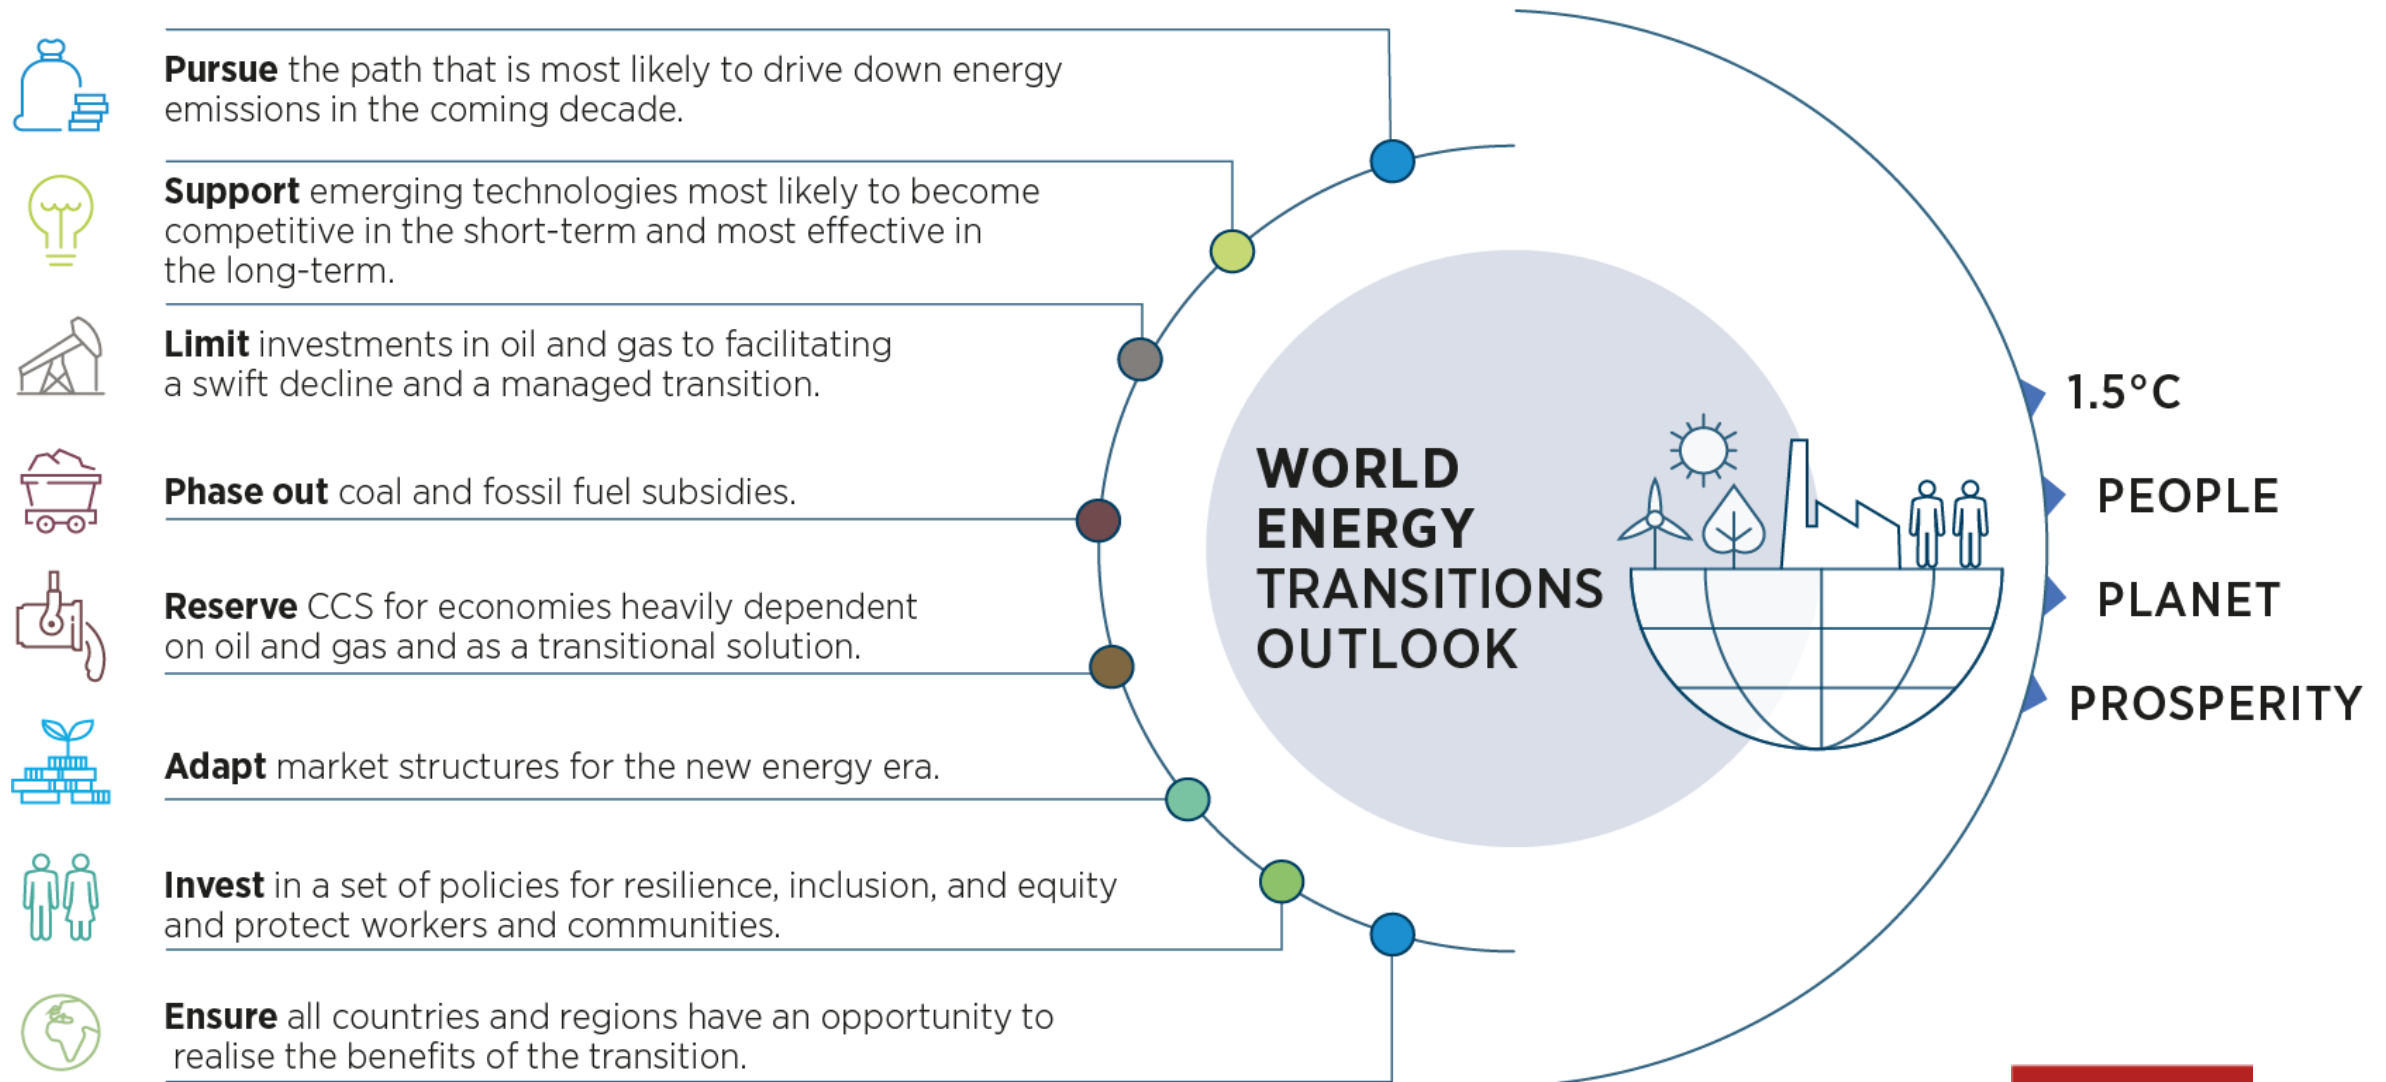 Pursue the path that is most likely to drive down energy
emissions in the coming decade.
Support emerging technologies most likely to become
competitive in the short-term and most effective in
the long-term.
Limit investments in oil and gas to facilitating
a swift decline and a managed transition.
Phase out coal and fossil fuel subsidies.
Reserve CCS for economies heavily dependent
on oil and gas and as a transitional solution.
Adapt market structures for the new energy era.
Invest in a set of policies for resilience, inclusion, and equity
and protect workers and communities.
Ensure all countries and regions have an opportunity to
realise the benefits of the transition.
WORLD
ENERGY
TRANSITIONS
OUTLOOK
1.5°C
PEOPLE
PLANET
PROSPERITY